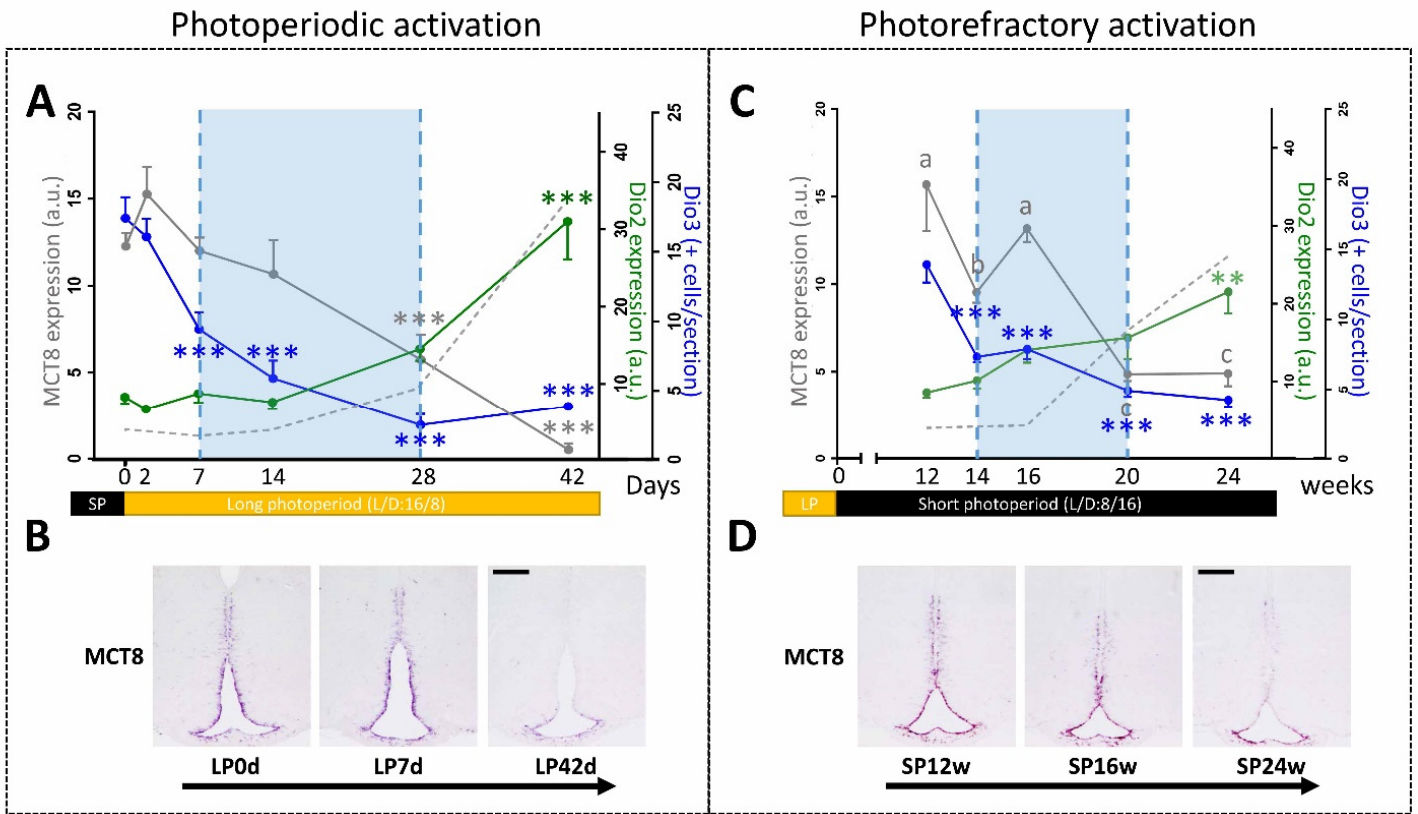 Photoperiodic activation
Photorefractory activation
A
20
15
10
5
0
MCT8 expression (a.u.)
***
***
***
***
***
***
***
40
30
20
10
Dio2 expression (a.u.)
25
20
15
10
5
0
Dio3 (+ cells/section)
0 2 7 14 28 42 Days
SP
Long photoperiod (L/D:16/8)
B
MCT8
LP0d
LP7d
LP42d
C
20
15
10
5
0
MCT8 expression (a.u.)
a
b
a
c
c
***
***
***
***
**
40
30
20
10
Dio2 expression (a.u.)
25
20
15
10
5
0
Dio3 (+ cells/section)
0 12 14 16 20 24 weeks
LP
Short photoperiod (L/D:8/16)
D
MCT8
SP12w
SP16w
SP24w